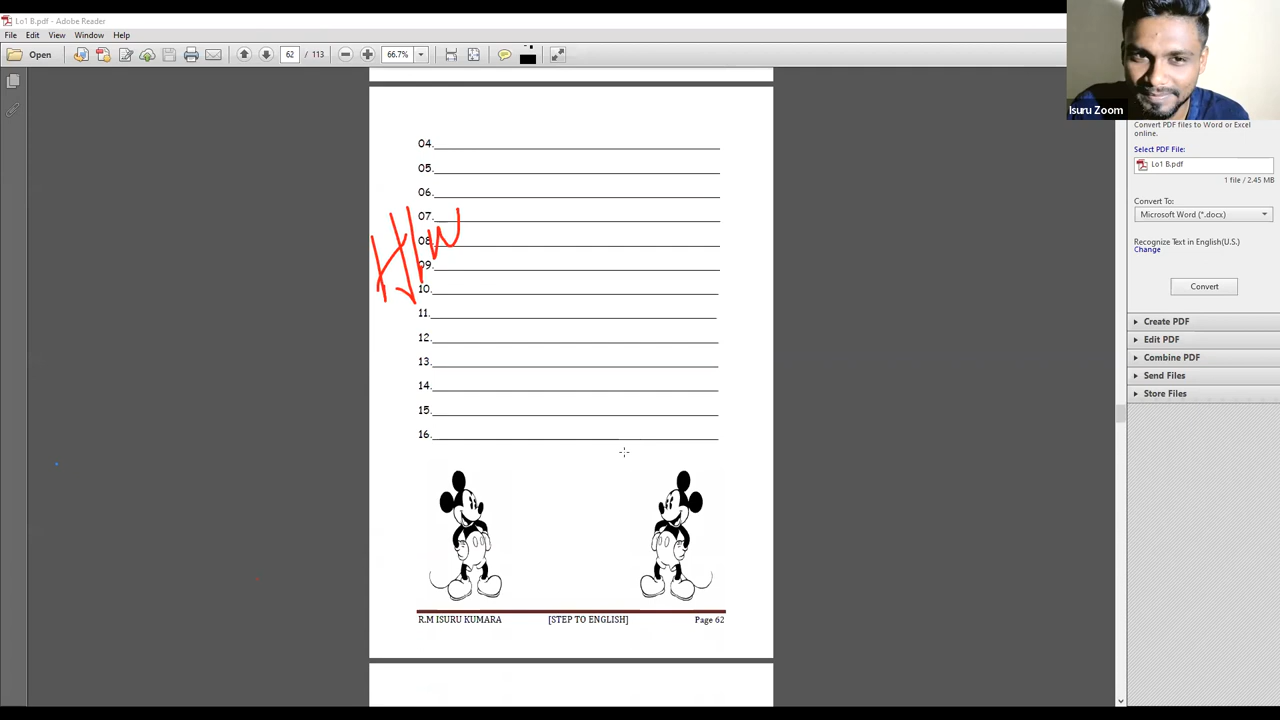 Lo1 B.pdf - Adobe Reader
File Edit View Window Help
Open 62 / 113 66.7%
Isuru Zoom
Convert PDF files to Word or Excel
online.
Select PDF File:
Lo1 B.pdf
1 file / 2.45 MB
Convert To:
Microsoft Word (*.docx)
Recognize Text in English(U.S.)
Change
Convert
Create PDF
Edit PDF
Combine PDF
Send Files
Store Files
04.
05.
06.
07.
08.
09.
10.
11.
12.
13.
14.
15.
16.
H/W
R.M ISURU KUMARA [STEP TO ENGLISH] Page 62